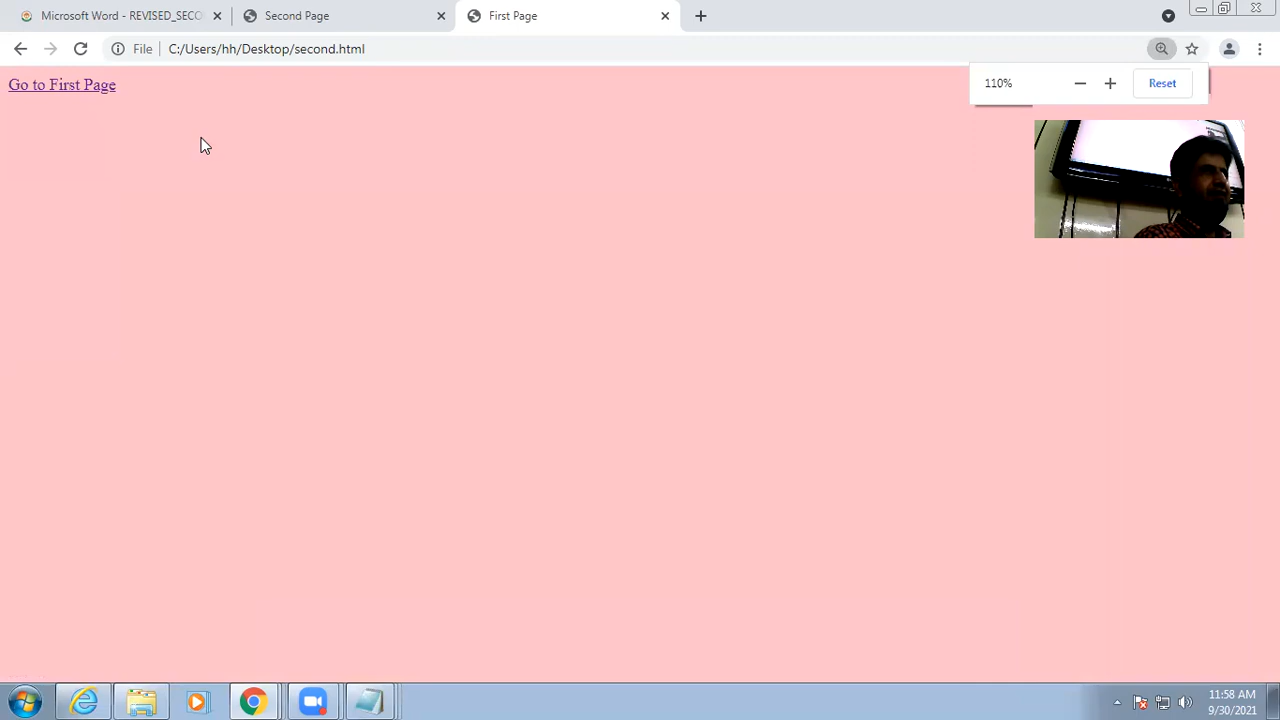 Microsoft Word - REVISED_SECO
Second Page
First Page
File
C:/Users/hh/Desktop/second.html
Go to First Page
110%
Reset
11:58 AM
9/30/2021